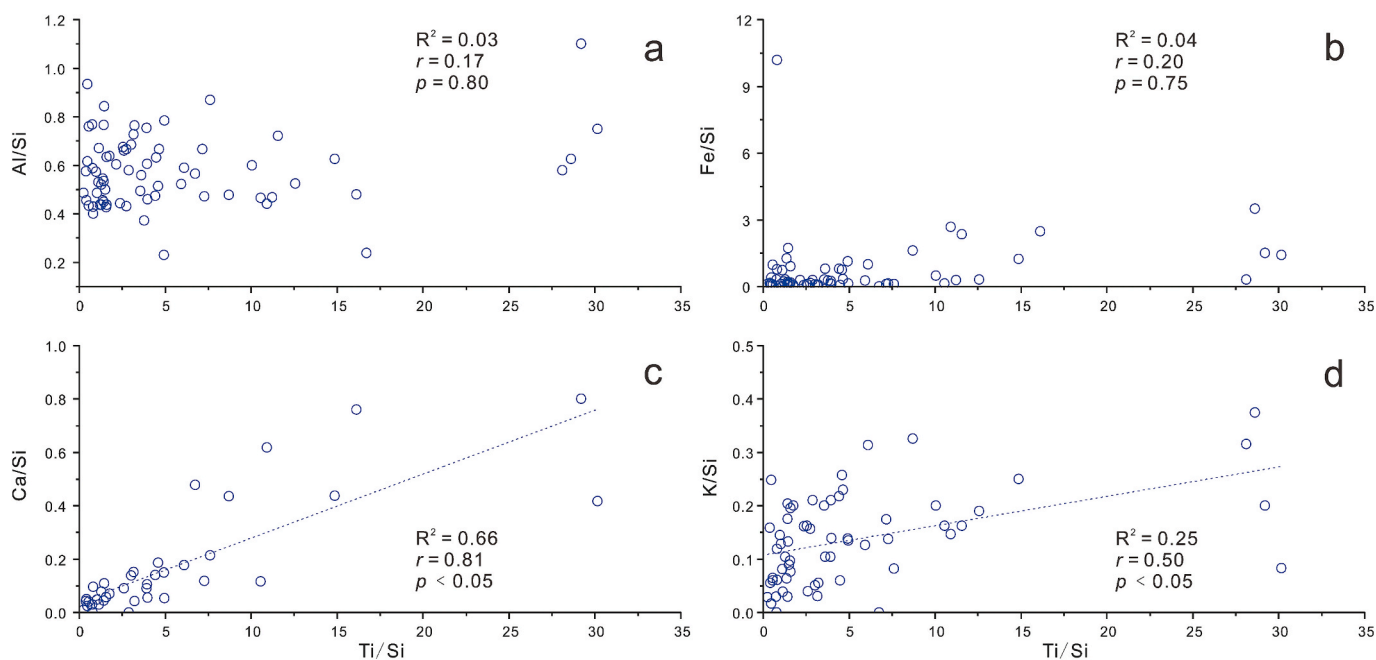 1.2
1.0
0.8
0.6
0.4
0.2
Al/Si
0
5
10
15
20
25
30
35
R² = 0.03
r = 0.17
p = 0.80
a
12
9
6
3
0
Fe/Si
0
5
10
15
20
25
30
35
R² = 0.04
r = 0.20
p = 0.75
b
1.0
0.8
0.6
0.4
0.2
0.0
Ca/Si
0
5
10
15
20
25
30
35
Ti/Si
R² = 0.66
r = 0.81
p < 0.05
c
0.5
0.4
0.3
0.2
0.1
0.0
K/Si
0
5
10
15
20
25
30
35
Ti/Si
R² = 0.25
r = 0.50
p < 0.05
d